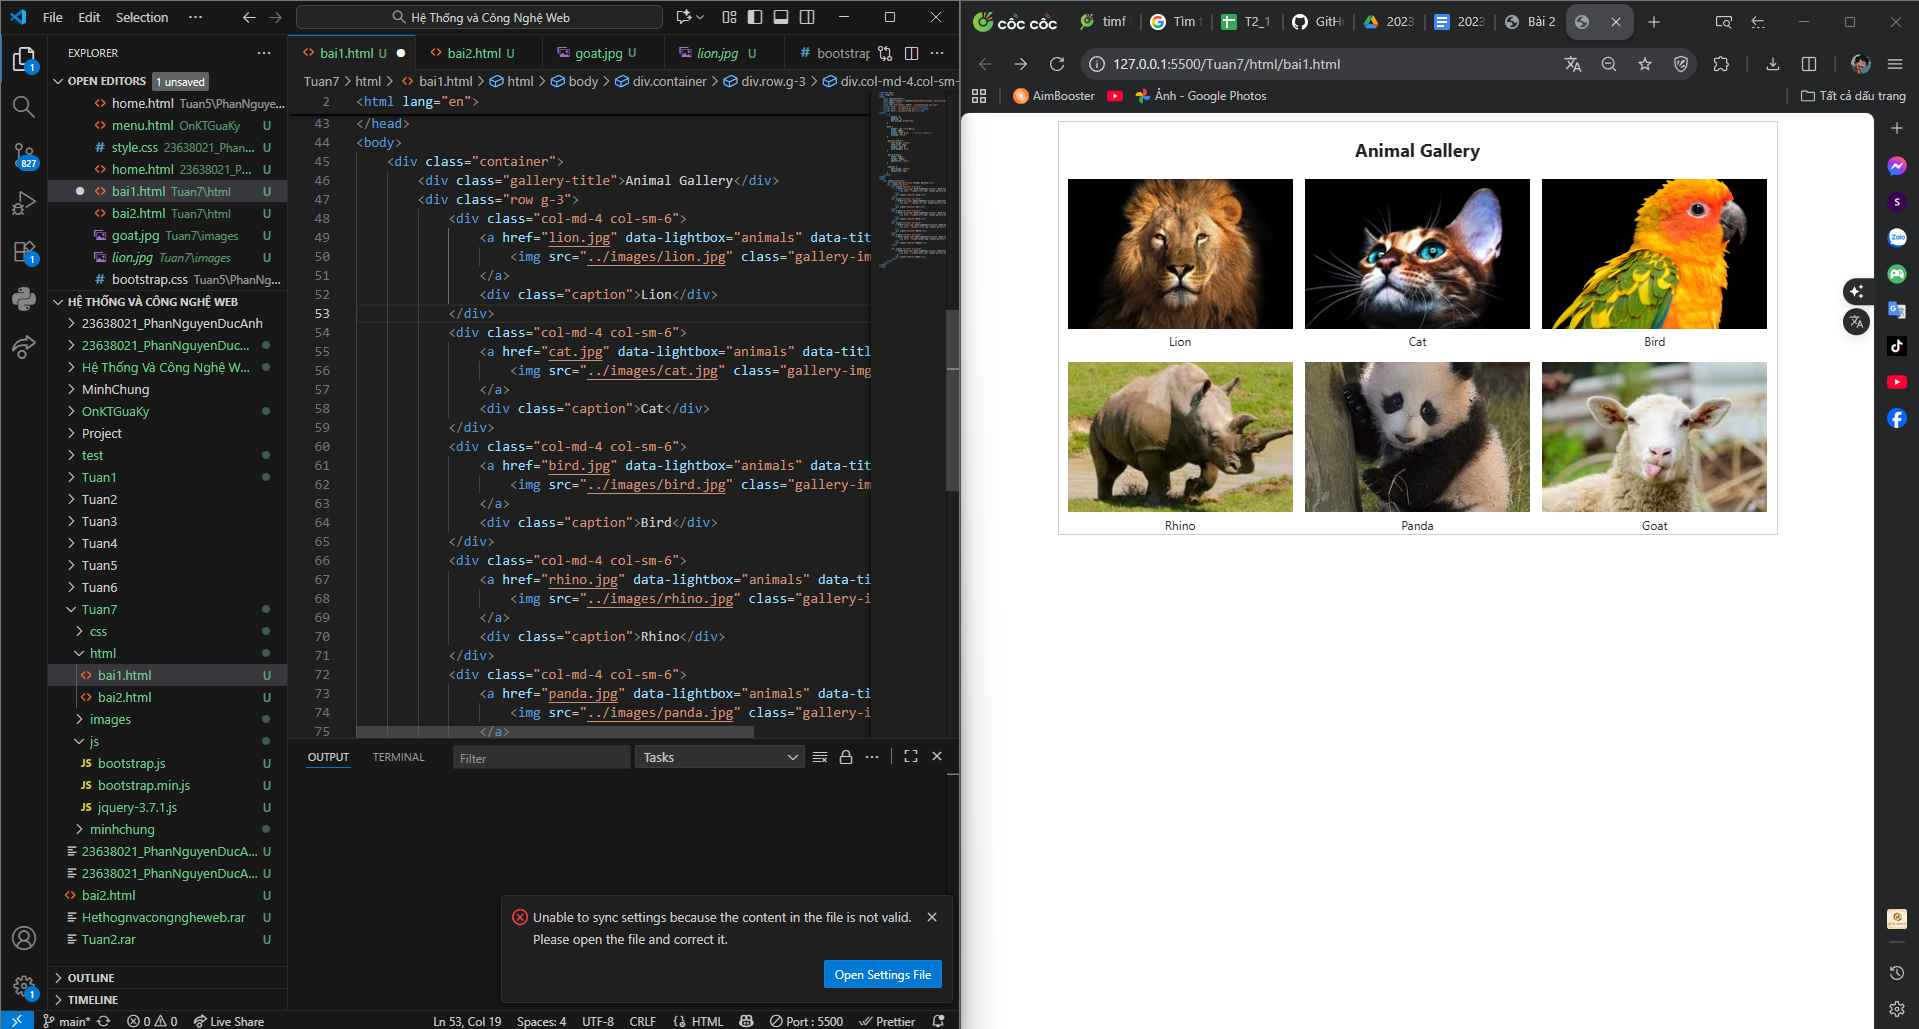 File Edit Selection ··· Hệ Thống và Công Nghệ Web
EXPLORER
OPEN EDITORS 1 unsaved
home.html Tuan5\PhanNguye...
menu.html OnKTGuaKy U
style.css 23638021_Phan... U
home.html 23638021_P... U
bai1.html Tuan7\html U
bai2.html Tuan7\html U
goat.jpg Tuan7\images U
lion.jpg Tuan7\images U
bootstrap.css Tuan5\PhanNg...
HỆ THỐNG VÀ CÔNG NGHỆ WEB
23638021_PhanNguyenDucAnh
23638021_PhanNguyenDuc...
Hệ Thống Và Công Nghệ W...
MinhChung
OnKTGuaKy
Project
test
Tuan1
Tuan2
Tuan3
Tuan4
Tuan5
Tuan6
Tuan7
css
html
bai1.html U
bai2.html U
images
js
JS bootstrap.js U
JS bootstrap.min.js U
JS jquery-3.7.1.js U
minhchung
23638021_PhanNguyenDucA... U
23638021_PhanNguyenDucA... U
bai2.html U
Hethognvacongngheweb.rar U
Tuan2.rar U
OUTLINE
TIMELINE
1
827
1
1
bai1.html U bai2.html U goat.jpg U lion.jpg U bootstrap
Tuan7 > html > bai1.html > html > body > div.container > div.row.g-3 > div.col-md-4.col-sm-
2 <html lang="en">
43 </head>
44 <body>
45 <div class="container">
46 <div class="gallery-title">Animal Gallery</div>
47 <div class="row g-3">
48 <div class="col-md-4 col-sm-6">
49 <a href="lion.jpg" data-lightbox="animals" data-tit
50 <img src="../images/lion.jpg" class="gallery-im
51 </a>
52 <div class="caption">Lion</div>
53 </div>
54 <div class="col-md-4 col-sm-6">
55 <a href="cat.jpg" data-lightbox="animals" data-titl
56 <img src="../images/cat.jpg" class="gallery-img
57 </a>
58 <div class="caption">Cat</div>
59 </div>
60 <div class="col-md-4 col-sm-6">
61 <a href="bird.jpg" data-lightbox="animals" data-tit
62 <img src="../images/bird.jpg" class="gallery-im
63 </a>
64 <div class="caption">Bird</div>
65 </div>
66 <div class="col-md-4 col-sm-6">
67 <a href="rhino.jpg" data-lightbox="animals" data-ti
68 <img src="../images/rhino.jpg" class="gallery-i
69 </a>
70 <div class="caption">Rhino</div>
71 </div>
72 <div class="col-md-4 col-sm-6">
73 <a href="panda.jpg" data-lightbox="animals" data-ti
74 <img src="../images/panda.jpg" class="gallery-i
75 </a>
OUTPUT TERMINAL Filter Tasks
Unable to sync settings because the content in the file is not valid.
Please open the file and correct it.
Open Settings File
main* 0 0 Live Share Ln 53, Col 19 Spaces: 4 UTF-8 CRLF HTML Port : 5500 Prettier
cốc cốc timf Tìm t T2_1 GitH 2023 2023 Bài 2
127.0.0.1:5500/Tuan7/html/bai1.html
AimBooster Ảnh - Google Photos Tất cả dấu trang
Animal Gallery
Lion Cat Bird
Rhino Panda Goat
S
Zalo